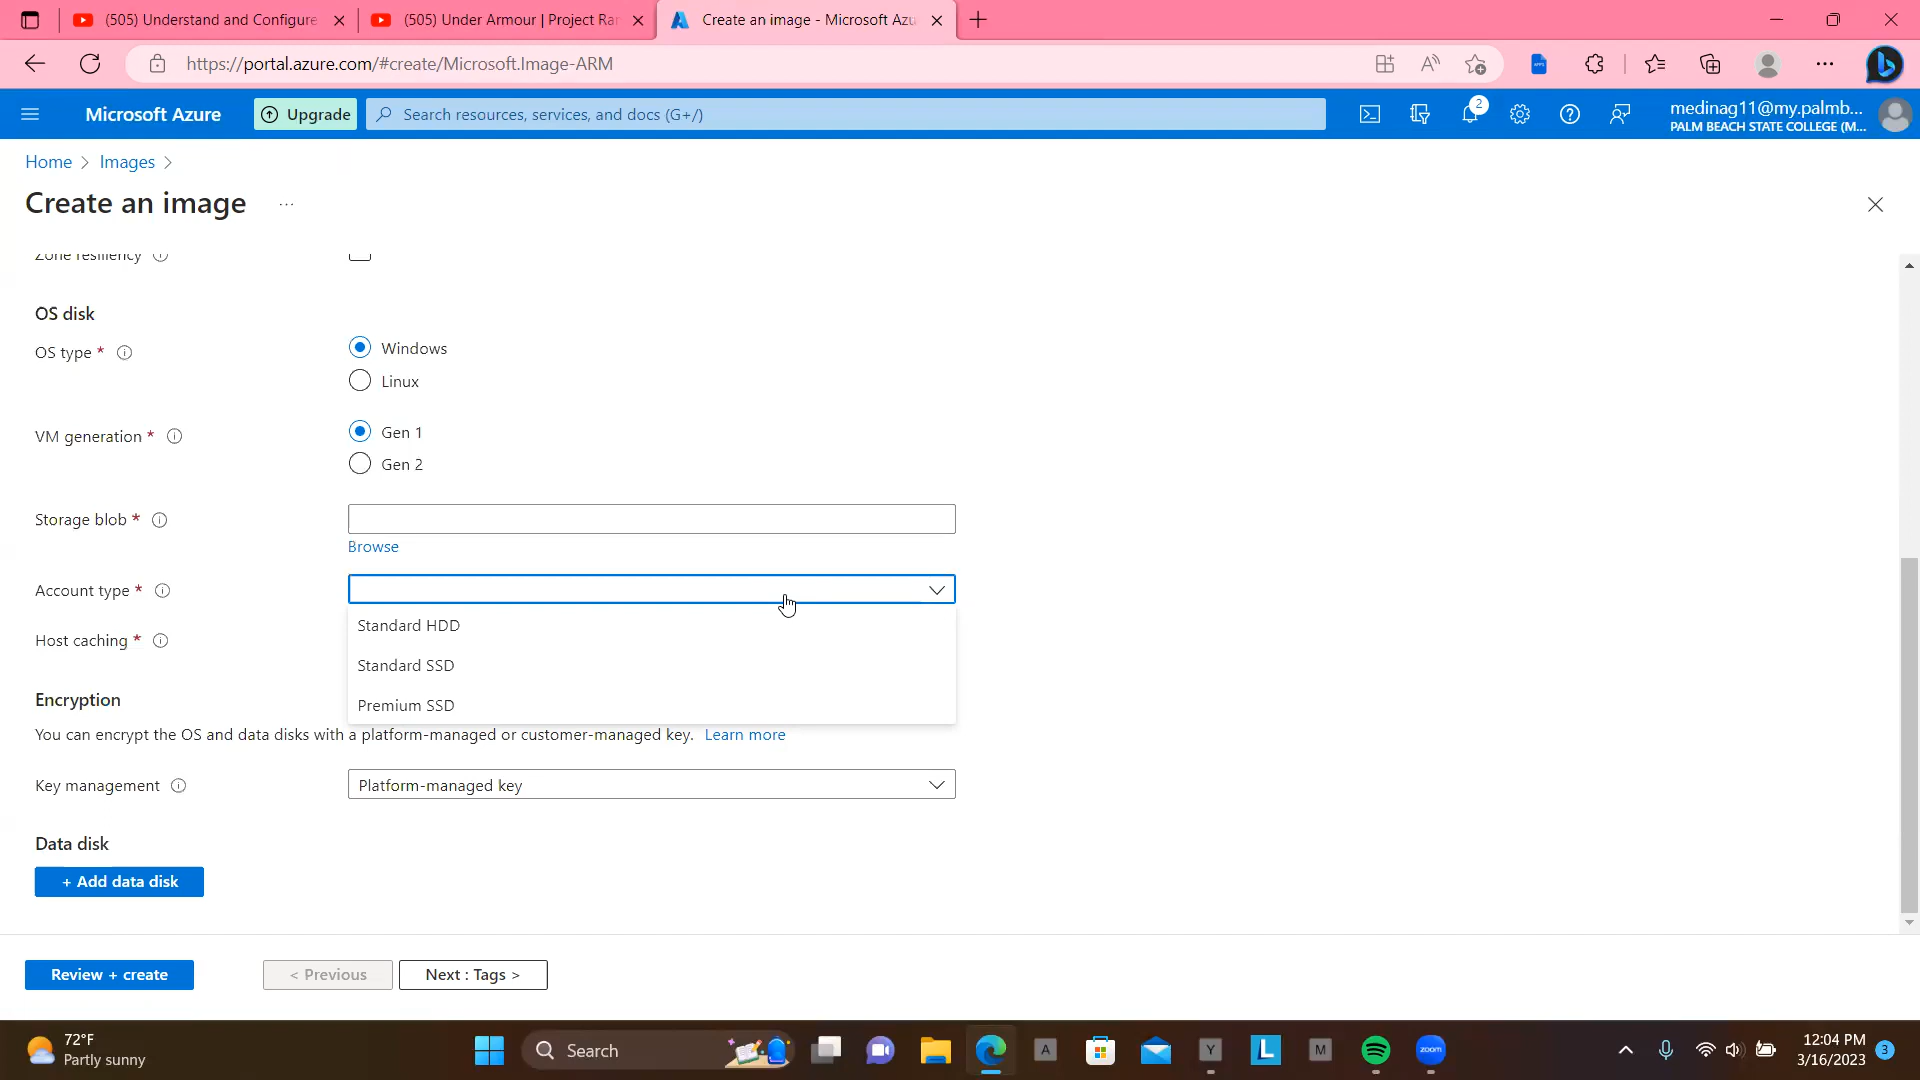 (505) Understand and Configure
(505) Under Armour | Project Ra
Create an image - Microsoft Azu
https://portal.azure.com/#create/Microsoft.Image-ARM
Microsoft Azure
Upgrade
Search resources, services, and docs (G+/)
2
medinag11@my.palmb...
PALM BEACH STATE COLLEGE (M...
Home > Images >
Create an image ...
Zone resiliency
OS disk
OS type *
Windows
Linux
VM generation *
Gen 1
Gen 2
Storage blob *
Browse
Account type *
Standard HDD
Host caching *
Standard SSD
Premium SSD
Encryption
You can encrypt the OS and data disks with a platform-managed or customer-managed key. Learn more
Key management
Platform-managed key
Data disk
+ Add data disk
Review + create
< Previous
Next : Tags >
72°F
Partly sunny
Search
A
Y
L
M
zoom
12:04 PM
3/16/2023
3